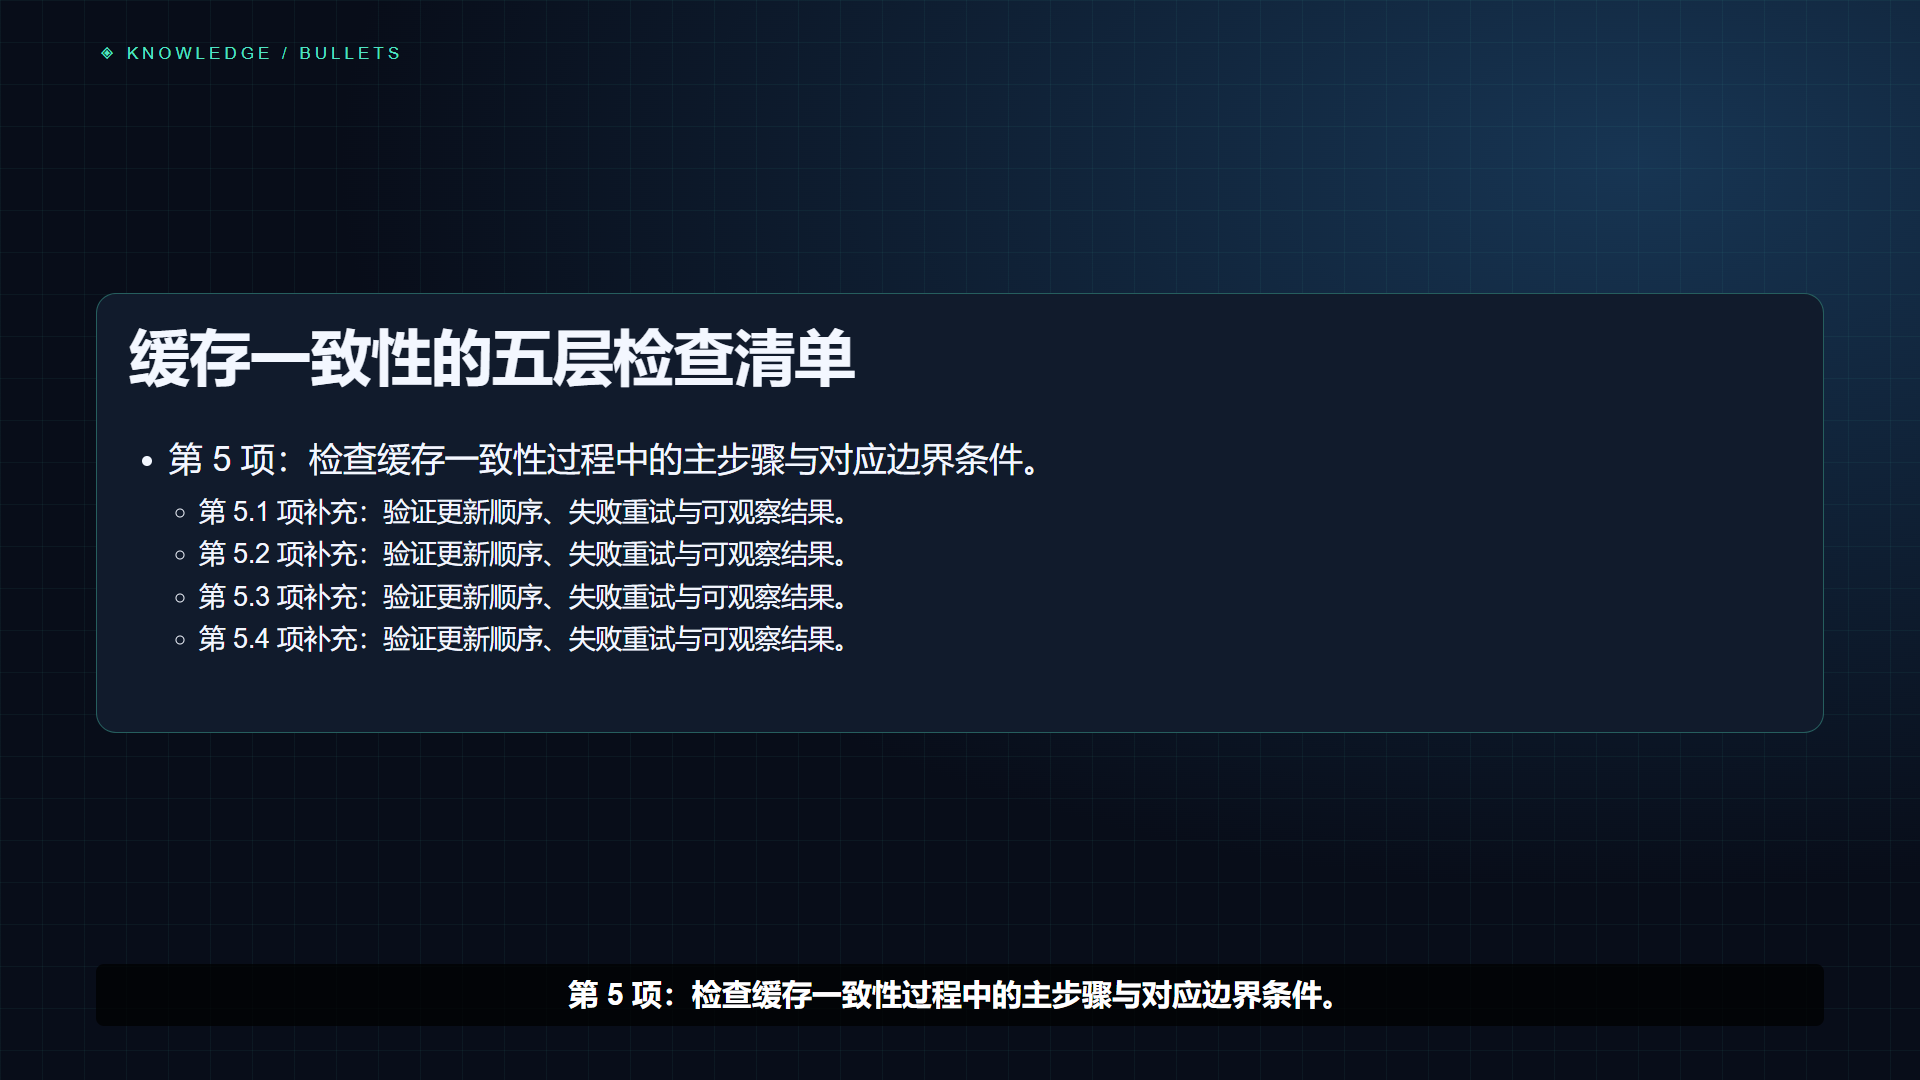 ◈ KNOWLEDGE / BULLETS
缓存一致性的五层检查清单
• 第 5 项：检查缓存一致性过程中的主步骤与对应边界条件。
◦ 第 5.1 项补充：验证更新顺序、失败重试与可观察结果。
◦ 第 5.2 项补充：验证更新顺序、失败重试与可观察结果。
◦ 第 5.3 项补充：验证更新顺序、失败重试与可观察结果。
◦ 第 5.4 项补充：验证更新顺序、失败重试与可观察结果。
第 5 项：检查缓存一致性过程中的主步骤与对应边界条件。